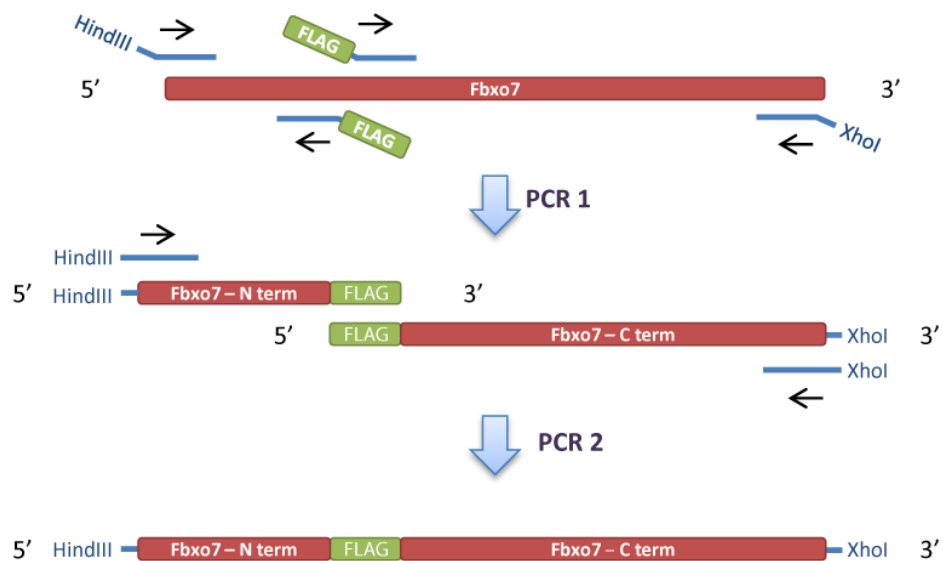 HindIII
FLAG
5’ Fbxo7 3’
FLAG
XhoI
PCR 1
HindIII
5’ HindIII Fbxo7 – N term FLAG 3’
5’ FLAG Fbxo7 – C term XhoI 3’
XhoI
PCR 2
5’ HindIII Fbxo7 – N term FLAG Fbxo7 – C term XhoI 3’